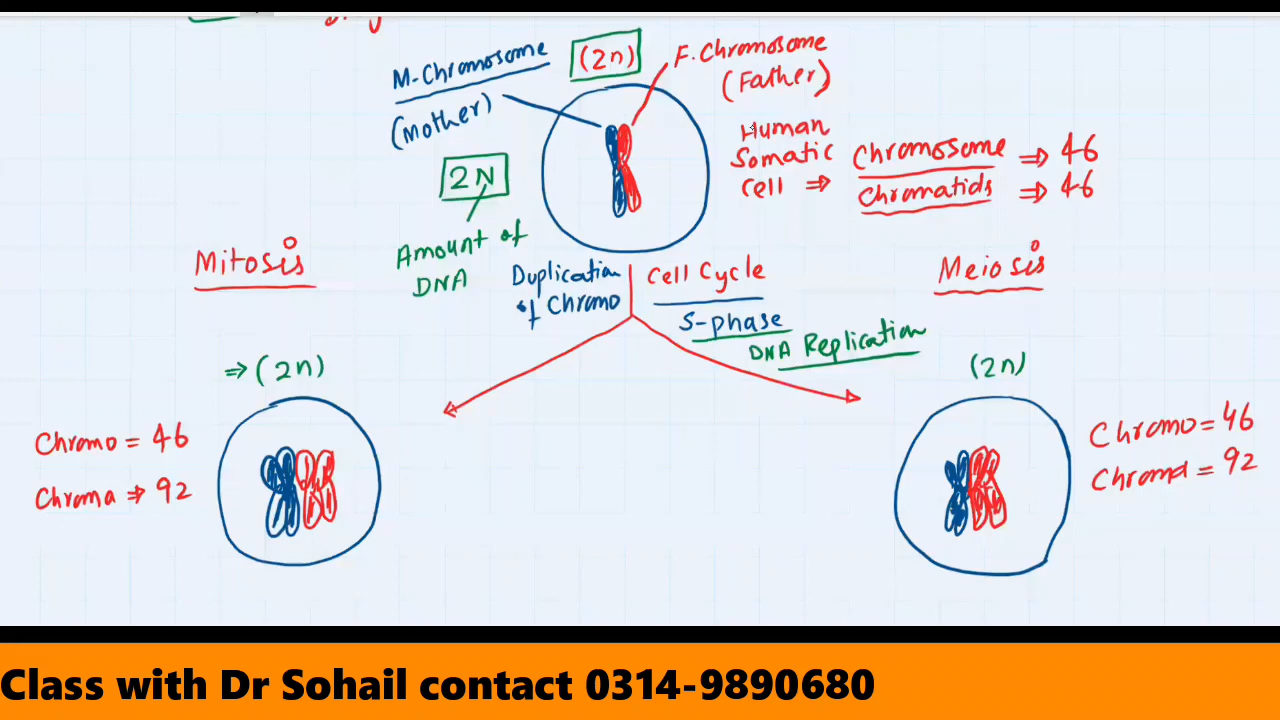 M-Chromosome
(Mother)
(2n)
F. Chromosome
(Father)
Human
Somatic
Cell ⇒
Chromosome ⇒ 46
Chromatids ⇒ 46
2N
Amount of
DNA
Mitosis
Duplication
of Chromo
Cell Cycle
S-phase
DNA Replication
Meiosis
⇒ (2n)
Chromo = 46
Chroma ⇒ 92
(2n)
Chromo = 46
Chroma = 92
Class with Dr Sohail contact 0314-9890680